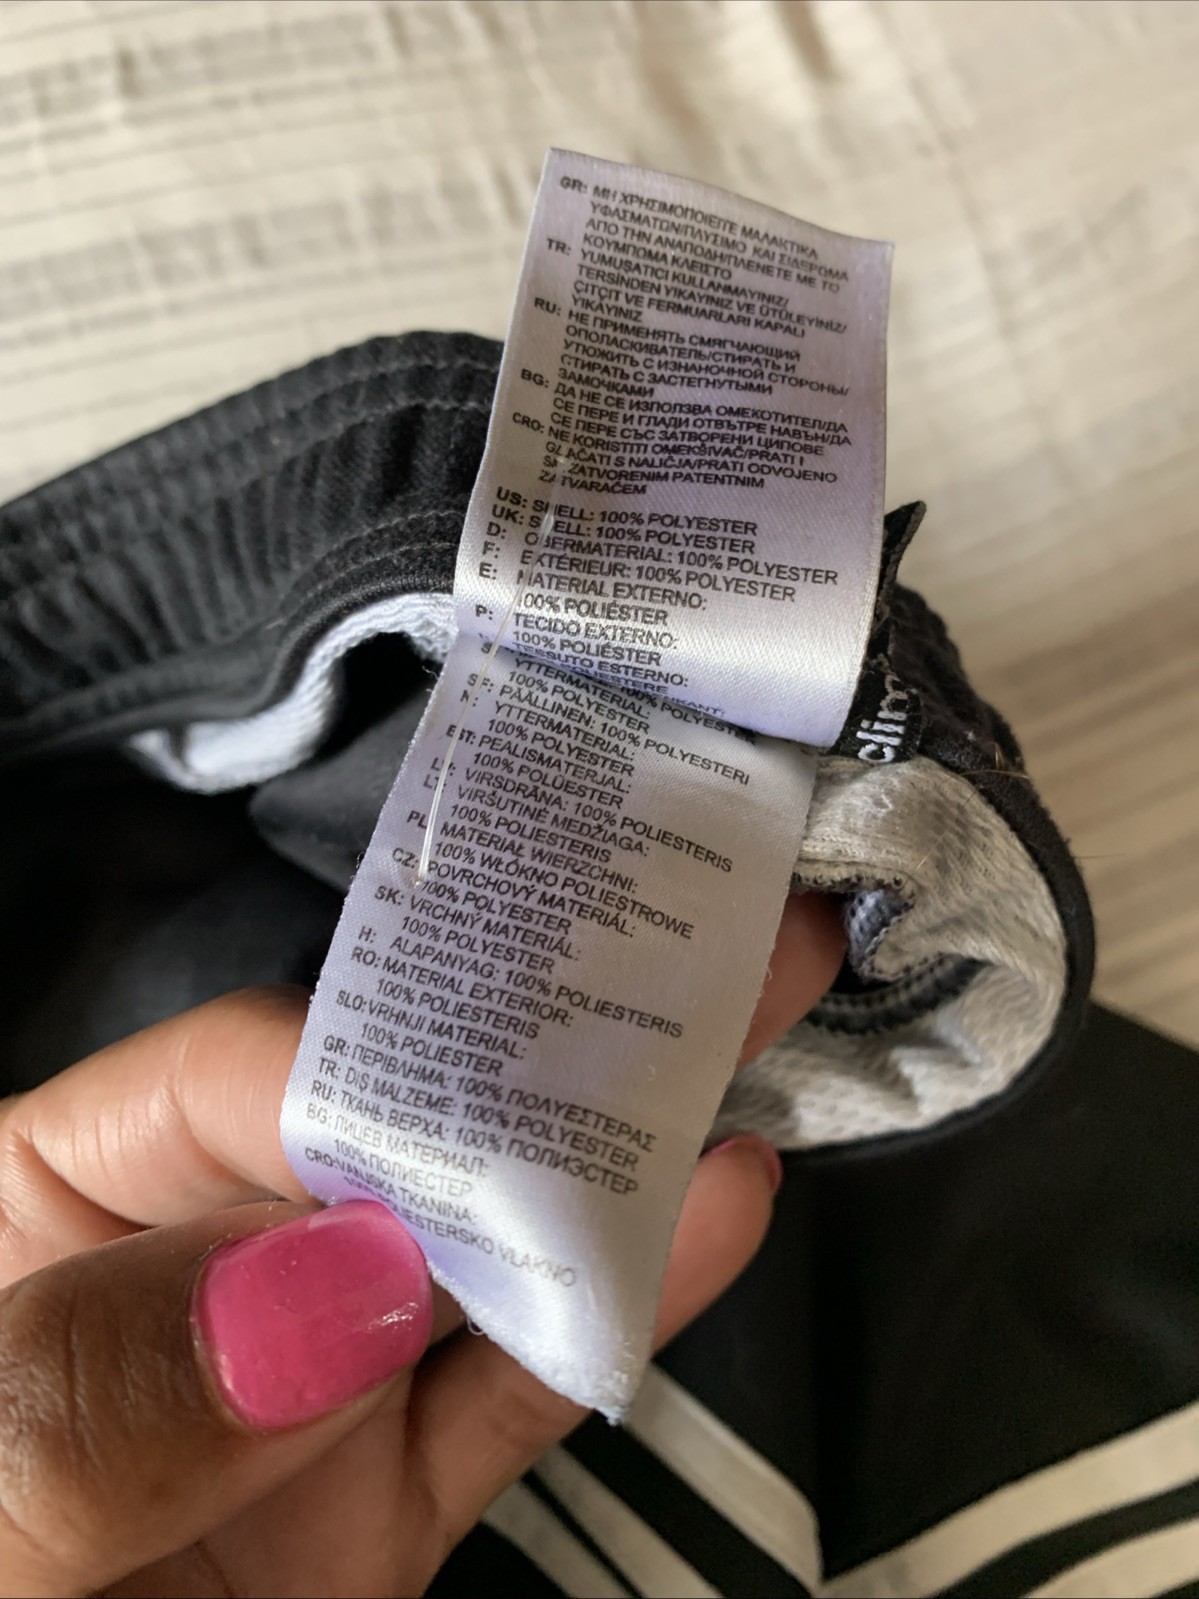 GR: ΜΗ ΧΡΗΣΙΜΟΠΟΙΕΙΤΕ ΜΑΛΑΚΤΙΚΑ
ΥΦΑΣΜΑΤΩΝ/ΠΛΥΣΙΜΟ ΚΑΙ ΣΙΔΕΡΩΜΑ
ΑΠΟ ΤΗΝ ΑΝΑΠΟΔΗ/ΠΛΕΝΕΤΕ ΜΕ ΤΟ
ΚΟΥΜΠΩΜΑ ΚΛΕΙΣΤΟ
TR: YUMUŞATICI KULLANMAYINIZ/
TERSİNDEN YIKAYINIZ VE ÜTÜLEYİNİZ/
ÇITÇIT VE FERMUARLARI KAPALI
YIKAYINIZ
RU: НЕ ПРИМЕНЯТЬ СМЯГЧАЮЩИЙ
ОПОЛАСКИВАТЕЛЬ/СТИРАТЬ И
УТЮЖИТЬ С ИЗНАНОЧНОЙ СТОРОНЫ/
СТИРАТЬ С ЗАСТЕГНУТЫМИ
ЗАМОЧКАМИ
BG: ДА НЕ СЕ ИЗПОЛЗВА ОМЕКОТИТЕЛ/ДА
СЕ ПЕРЕ И ГЛАДИ ОТВЪТРЕ НАВЪН/ДА
СЕ ПЕРЕ СЪС ЗАТВОРЕНИ ЦИПОВЕ
CRO: NE KORISTITI OMEKŠIVAČ/PRATI I
GLAČATI S NALIČJA/PRATI ODVOJENO
ZATVORENIM PATENTNIM
ZATVARAČEM
US: SHELL: 100% POLYESTER
UK: SHELL: 100% POLYESTER
D: OBERMATERIAL: 100% POLYESTER
F: EXTÉRIEUR: 100% POLYESTER
E: MATERIAL EXTERNO:
100% POLIÉSTER
P: TECIDO EXTERNO:
100% POLIÉSTER
TESSUTO ESTERNO:
POLIESTERE
100% POLYESTER
YTTERMATERIAL:
100% POLYESTER
SF: PÄÄLLINEN: 100% POLYESTERI
N: YTTERMATERIAL:
100% POLYESTER
EST: PEALISMATERJAL:
100% POLÜESTER
LV: VIRSDRĀNA: 100% POLIESTERIS
VIRŠUTINĖ MEDŽIAGA:
100% POLIESTERIS
PL: MATERIAŁ WIERZCHNI:
100% WŁÓKNO POLIESTROWE
CZ: POVRCHOVÝ MATERIÁL:
100% POLYESTER
SK: VRCHNÝ MATERIÁL:
100% POLYESTER
H: ALAPANYAG: 100% POLIESTERIS
RO: MATERIAL EXTERIOR:
100% POLIESTERIS
SLO: VRHNJI MATERIAL:
100% POLIESTER
GR: ΠΕΡΙΒΛΗΜΑ: 100% ΠΟΛΥΕΣΤΕΡΑΣ
TR: DIŞ MALZEME: 100% POLYESTER
RU: ТКАНЬ ВЕРХА: 100% ПОЛИЭСТЕР
BG: ЛИЦЕВ МАТЕРИАЛ:
100% ПОЛИЕСТЕР
CRO: VANJSKA TKANINA:
100% POLIESTERSKO VLAKNO
clim